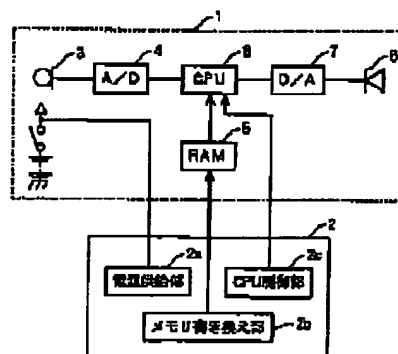 1
3 4 6 7 8
A/D CPU D/A
5
RAM
2
2a 2c
電源供給部 CPU制御部
メモリ書き換え部 2b